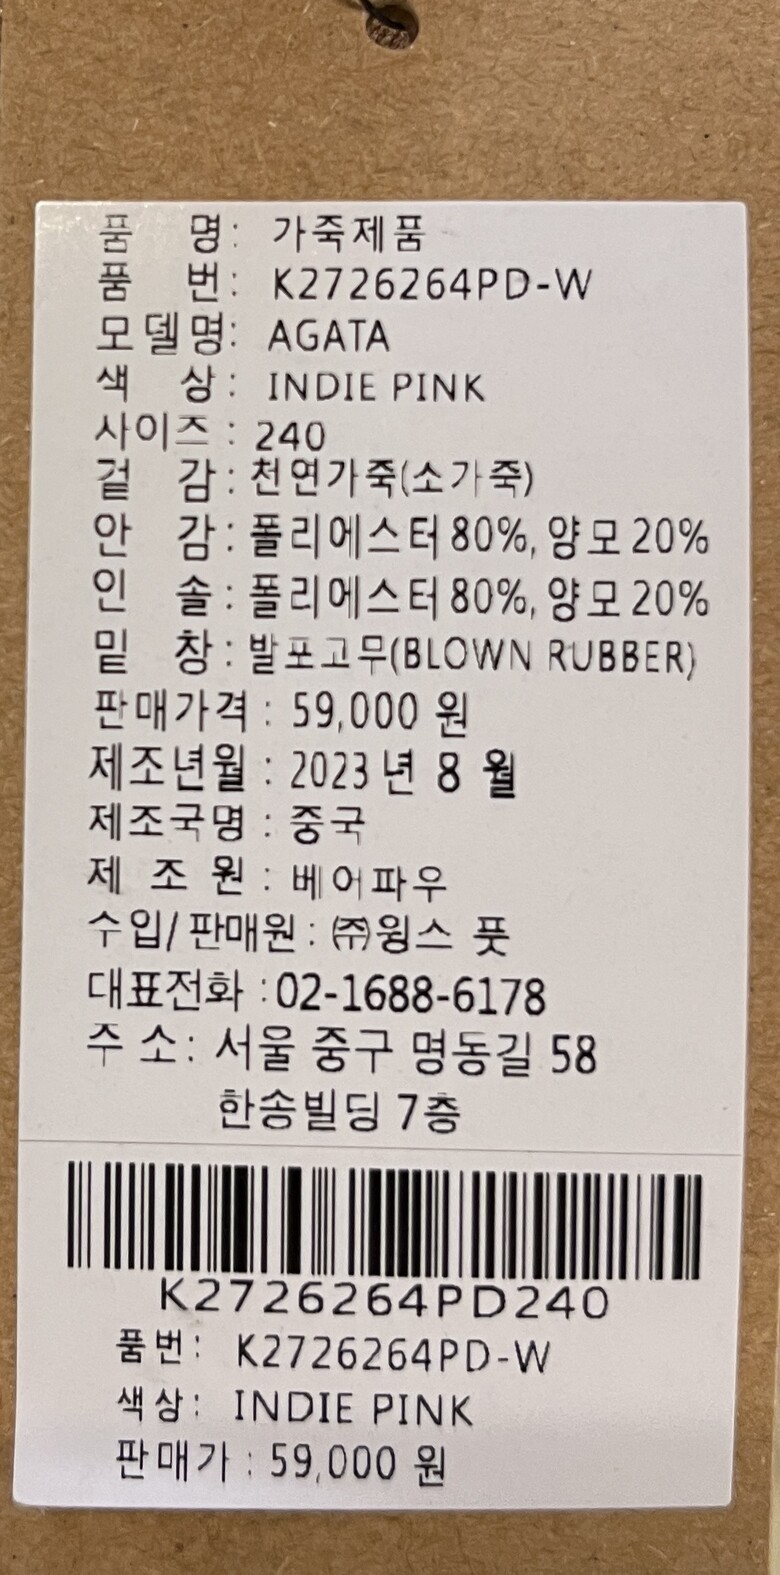 품 명: 가죽제품
품 번: K2726264PD-W
모델명: AGATA
색 상: INDIE PINK
사이즈 : 240
겉 감: 천연가죽(소가죽)
안 감: 폴리에스터 80%, 양모 20%
인 솔: 폴리에스터 80%, 양모 20%
밑 창: 발포고무(BLOWN RUBBER)
판매가격 : 59,000 원
제조년월 : 2023 년 8 월
제조국명 : 중국
제 조 원 : 베어파우
수입/판매원 : ㈜윙스 풋
대표전화 : 02-1688-6178
주 소: 서울 중구 명동길 58
한송빌딩 7층
K2726264PD240
품번: K2726264PD-W
색상: INDIE PINK
판매가 : 59,000 원